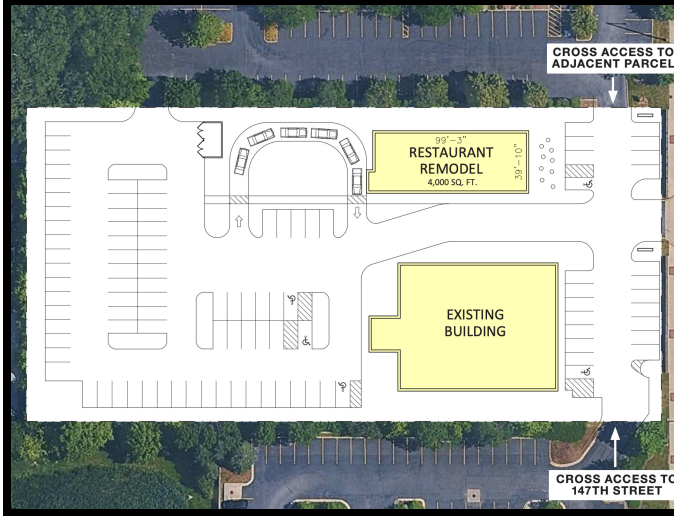 CROSS ACCESS TO
ADJACENT PARCEL
99'-3"
RESTAURANT
REMODEL
4,000 SQ. FT.
39'-10"
EXISTING
BUILDING
CROSS ACCESS TO
147TH STREET